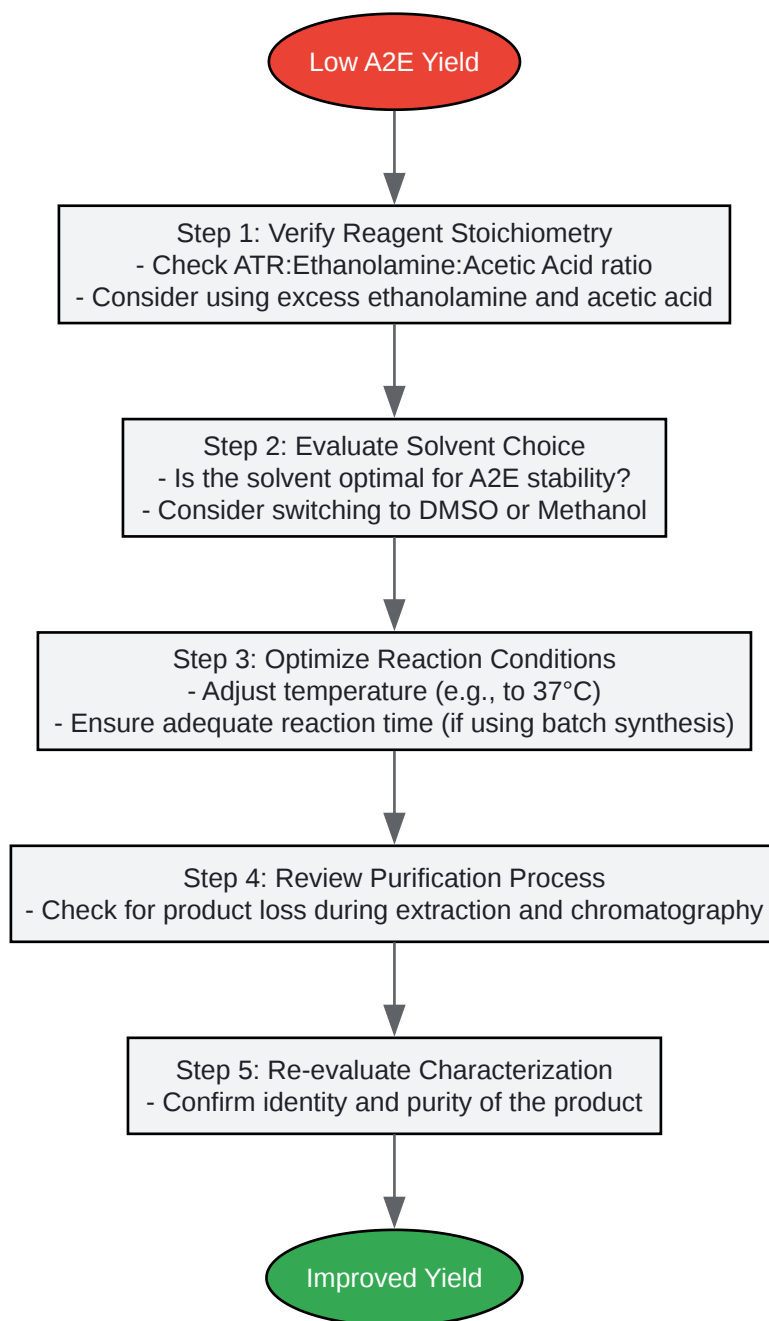 Low A2E Yield
Step 1: Verify Reagent Stoichiometry
- Check ATR:Ethanolamine:Acetic Acid ratio
- Consider using excess ethanolamine and acetic acid
Step 2: Evaluate Solvent Choice
- Is the solvent optimal for A2E stability?
- Consider switching to DMSO or Methanol
Step 3: Optimize Reaction Conditions
- Adjust temperature (e.g., to 37°C)
- Ensure adequate reaction time (if using batch synthesis)
Step 4: Review Purification Process
- Check for product loss during extraction and chromatography
Step 5: Re-evaluate Characterization
- Confirm identity and purity of the product
Improved Yield